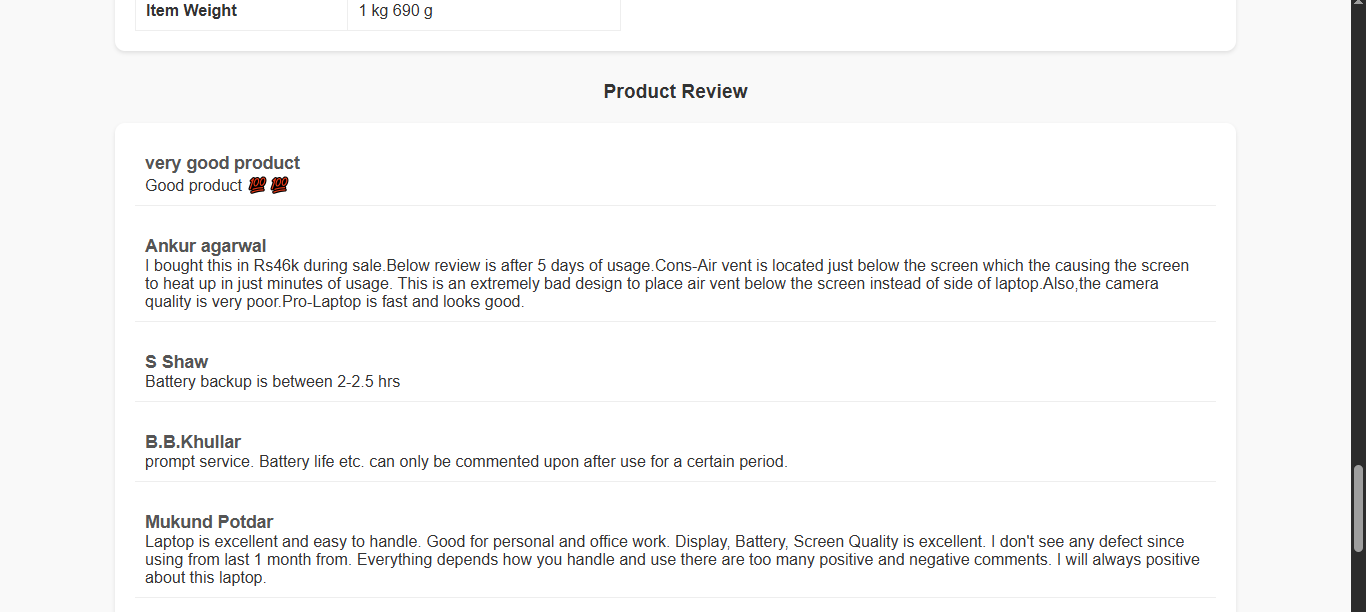 Item Weight 1 kg 690 g
Product Review
very good product
Good product 💯 💯
Ankur agarwal
I bought this in Rs46k during sale.Below review is after 5 days of usage.Cons-Air vent is located just below the screen which the causing the screen
to heat up in just minutes of usage. This is an extremely bad design to place air vent below the screen instead of side of laptop.Also,the camera
quality is very poor.Pro-Laptop is fast and looks good.
S Shaw
Battery backup is between 2-2.5 hrs
B.B.Khullar
prompt service. Battery life etc. can only be commented upon after use for a certain period.
Mukund Potdar
Laptop is excellent and easy to handle. Good for personal and office work. Display, Battery, Screen Quality is excellent. I don't see any defect since
using from last 1 month from. Everything depends how you handle and use there are too many positive and negative comments. I will always positive
about this laptop.